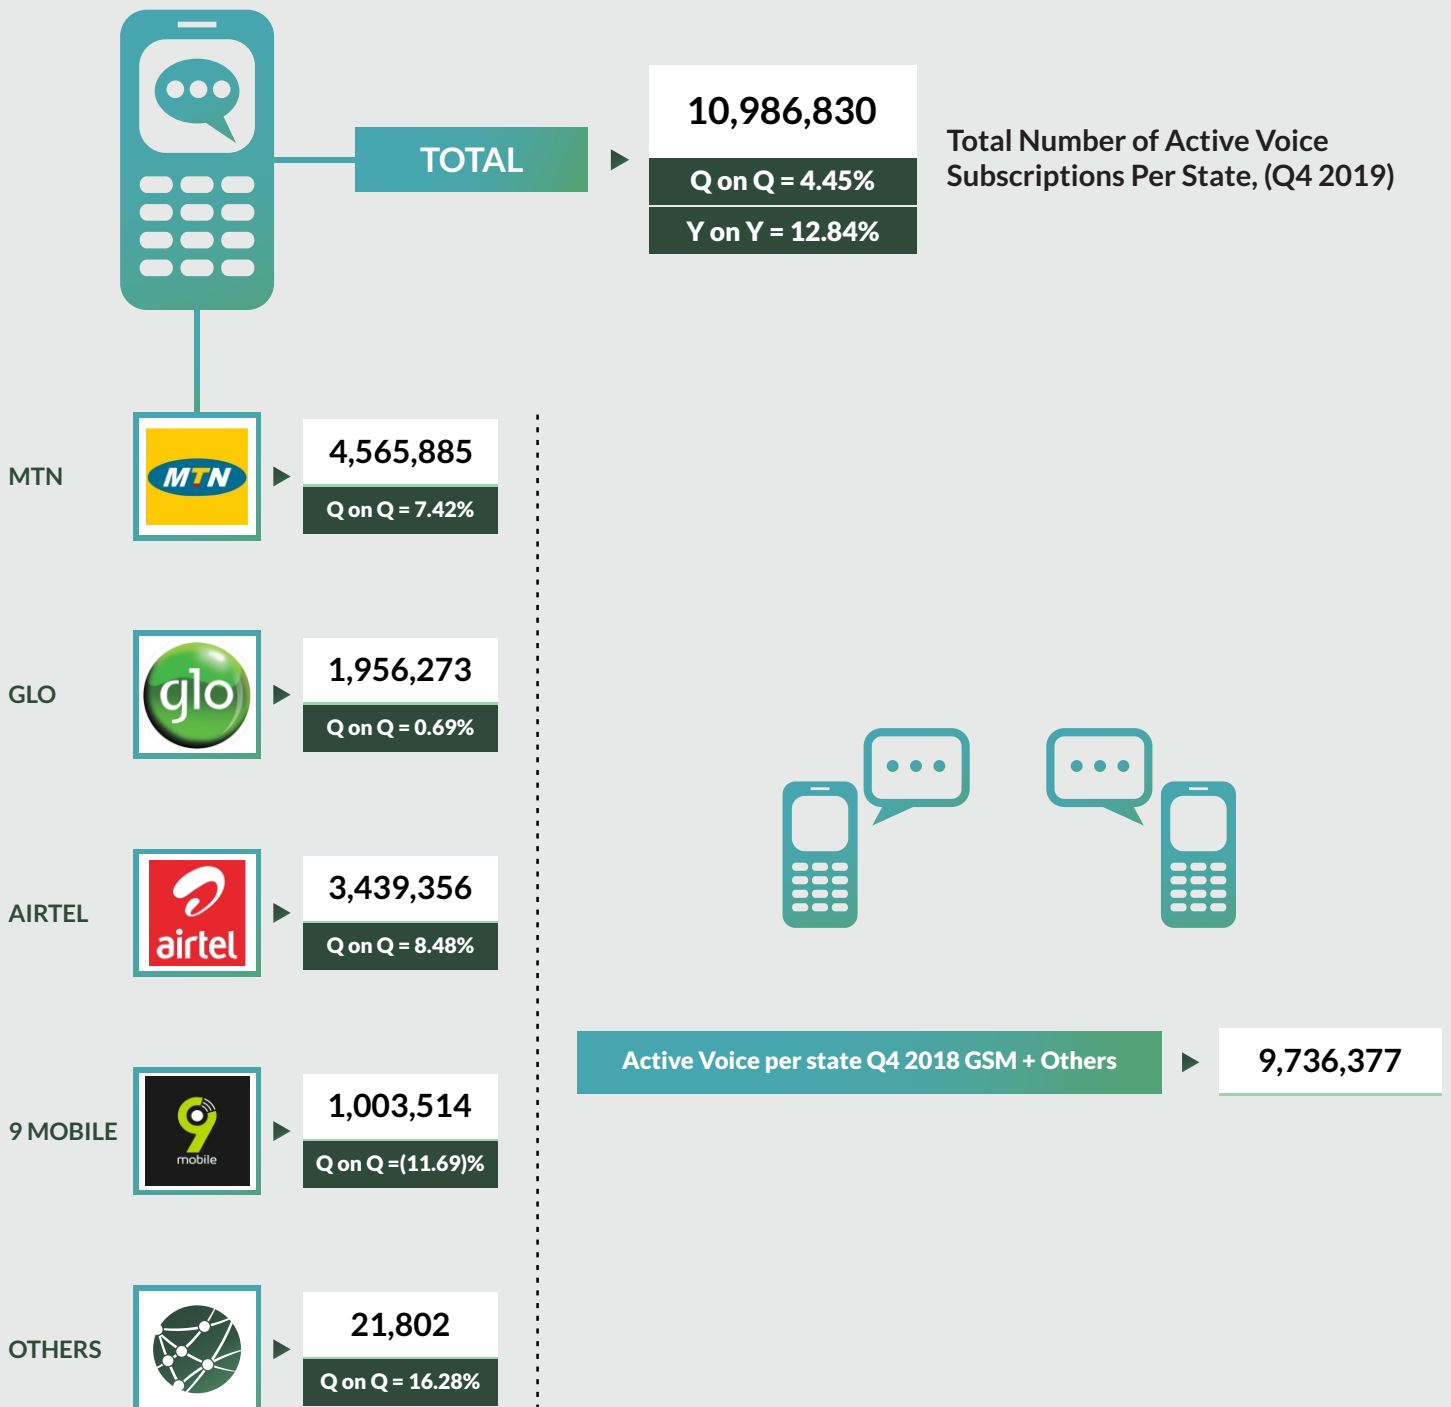 TOTAL
10,986,830
Q on Q = 4.45%
Y on Y = 12.84%
Total Number of Active Voice
Subscriptions Per State, (Q4 2019)
MTN
MTN
4,565,885
Q on Q = 7.42%
GLO
glo
1,956,273
Q on Q = 0.69%
AIRTEL
airtel
3,439,356
Q on Q = 8.48%
Active Voice per state Q4 2018 GSM + Others
9,736,377
9 MOBILE
9
mobile
1,003,514
Q on Q =(11.69)%
OTHERS
21,802
Q on Q = 16.28%